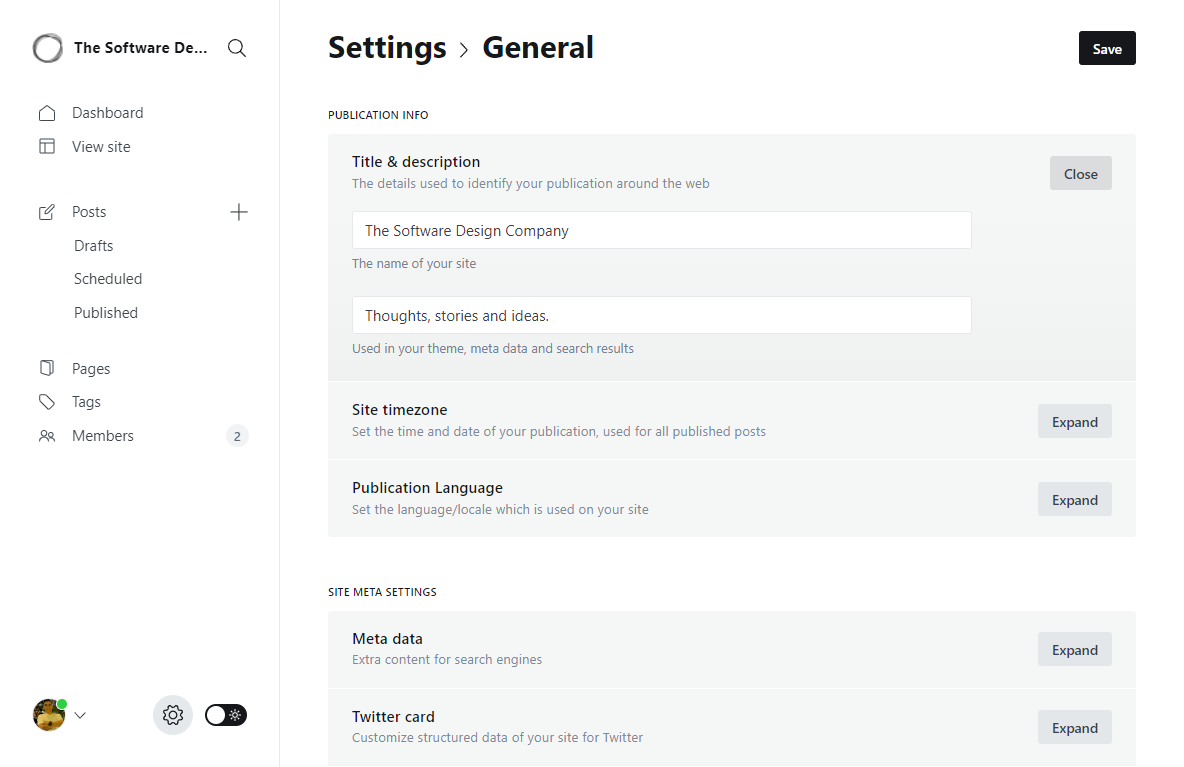 The Software De...
Dashboard
View site
Posts
Drafts
Scheduled
Published
Pages
Tags
Members 2
Settings > General
Save
PUBLICATION INFO
Title & description
The details used to identify your publication around the web
Close
The Software Design Company
The name of your site
Thoughts, stories and ideas.
Used in your theme, meta data and search results
Site timezone
Set the time and date of your publication, used for all published posts
Expand
Publication Language
Set the language/locale which is used on your site
Expand
SITE META SETTINGS
Meta data
Extra content for search engines
Expand
Twitter card
Customize structured data of your site for Twitter
Expand